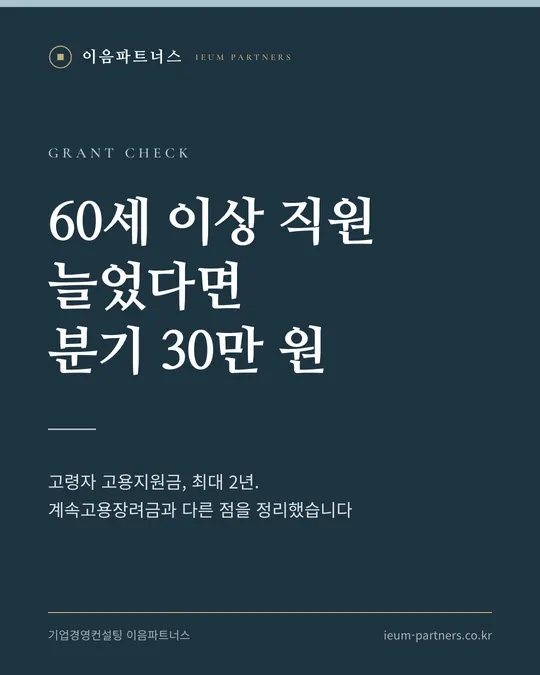 이음파트너스 IEUM PARTNERS
GRANT CHECK
60세 이상 직원
늘었다면
분기 30만 원
고령자 고용지원금, 최대 2년.
계속고용장려금과 다른 점을 정리했습니다
기업경영컨설팅 이음파트너스
ieum-partners.co.kr